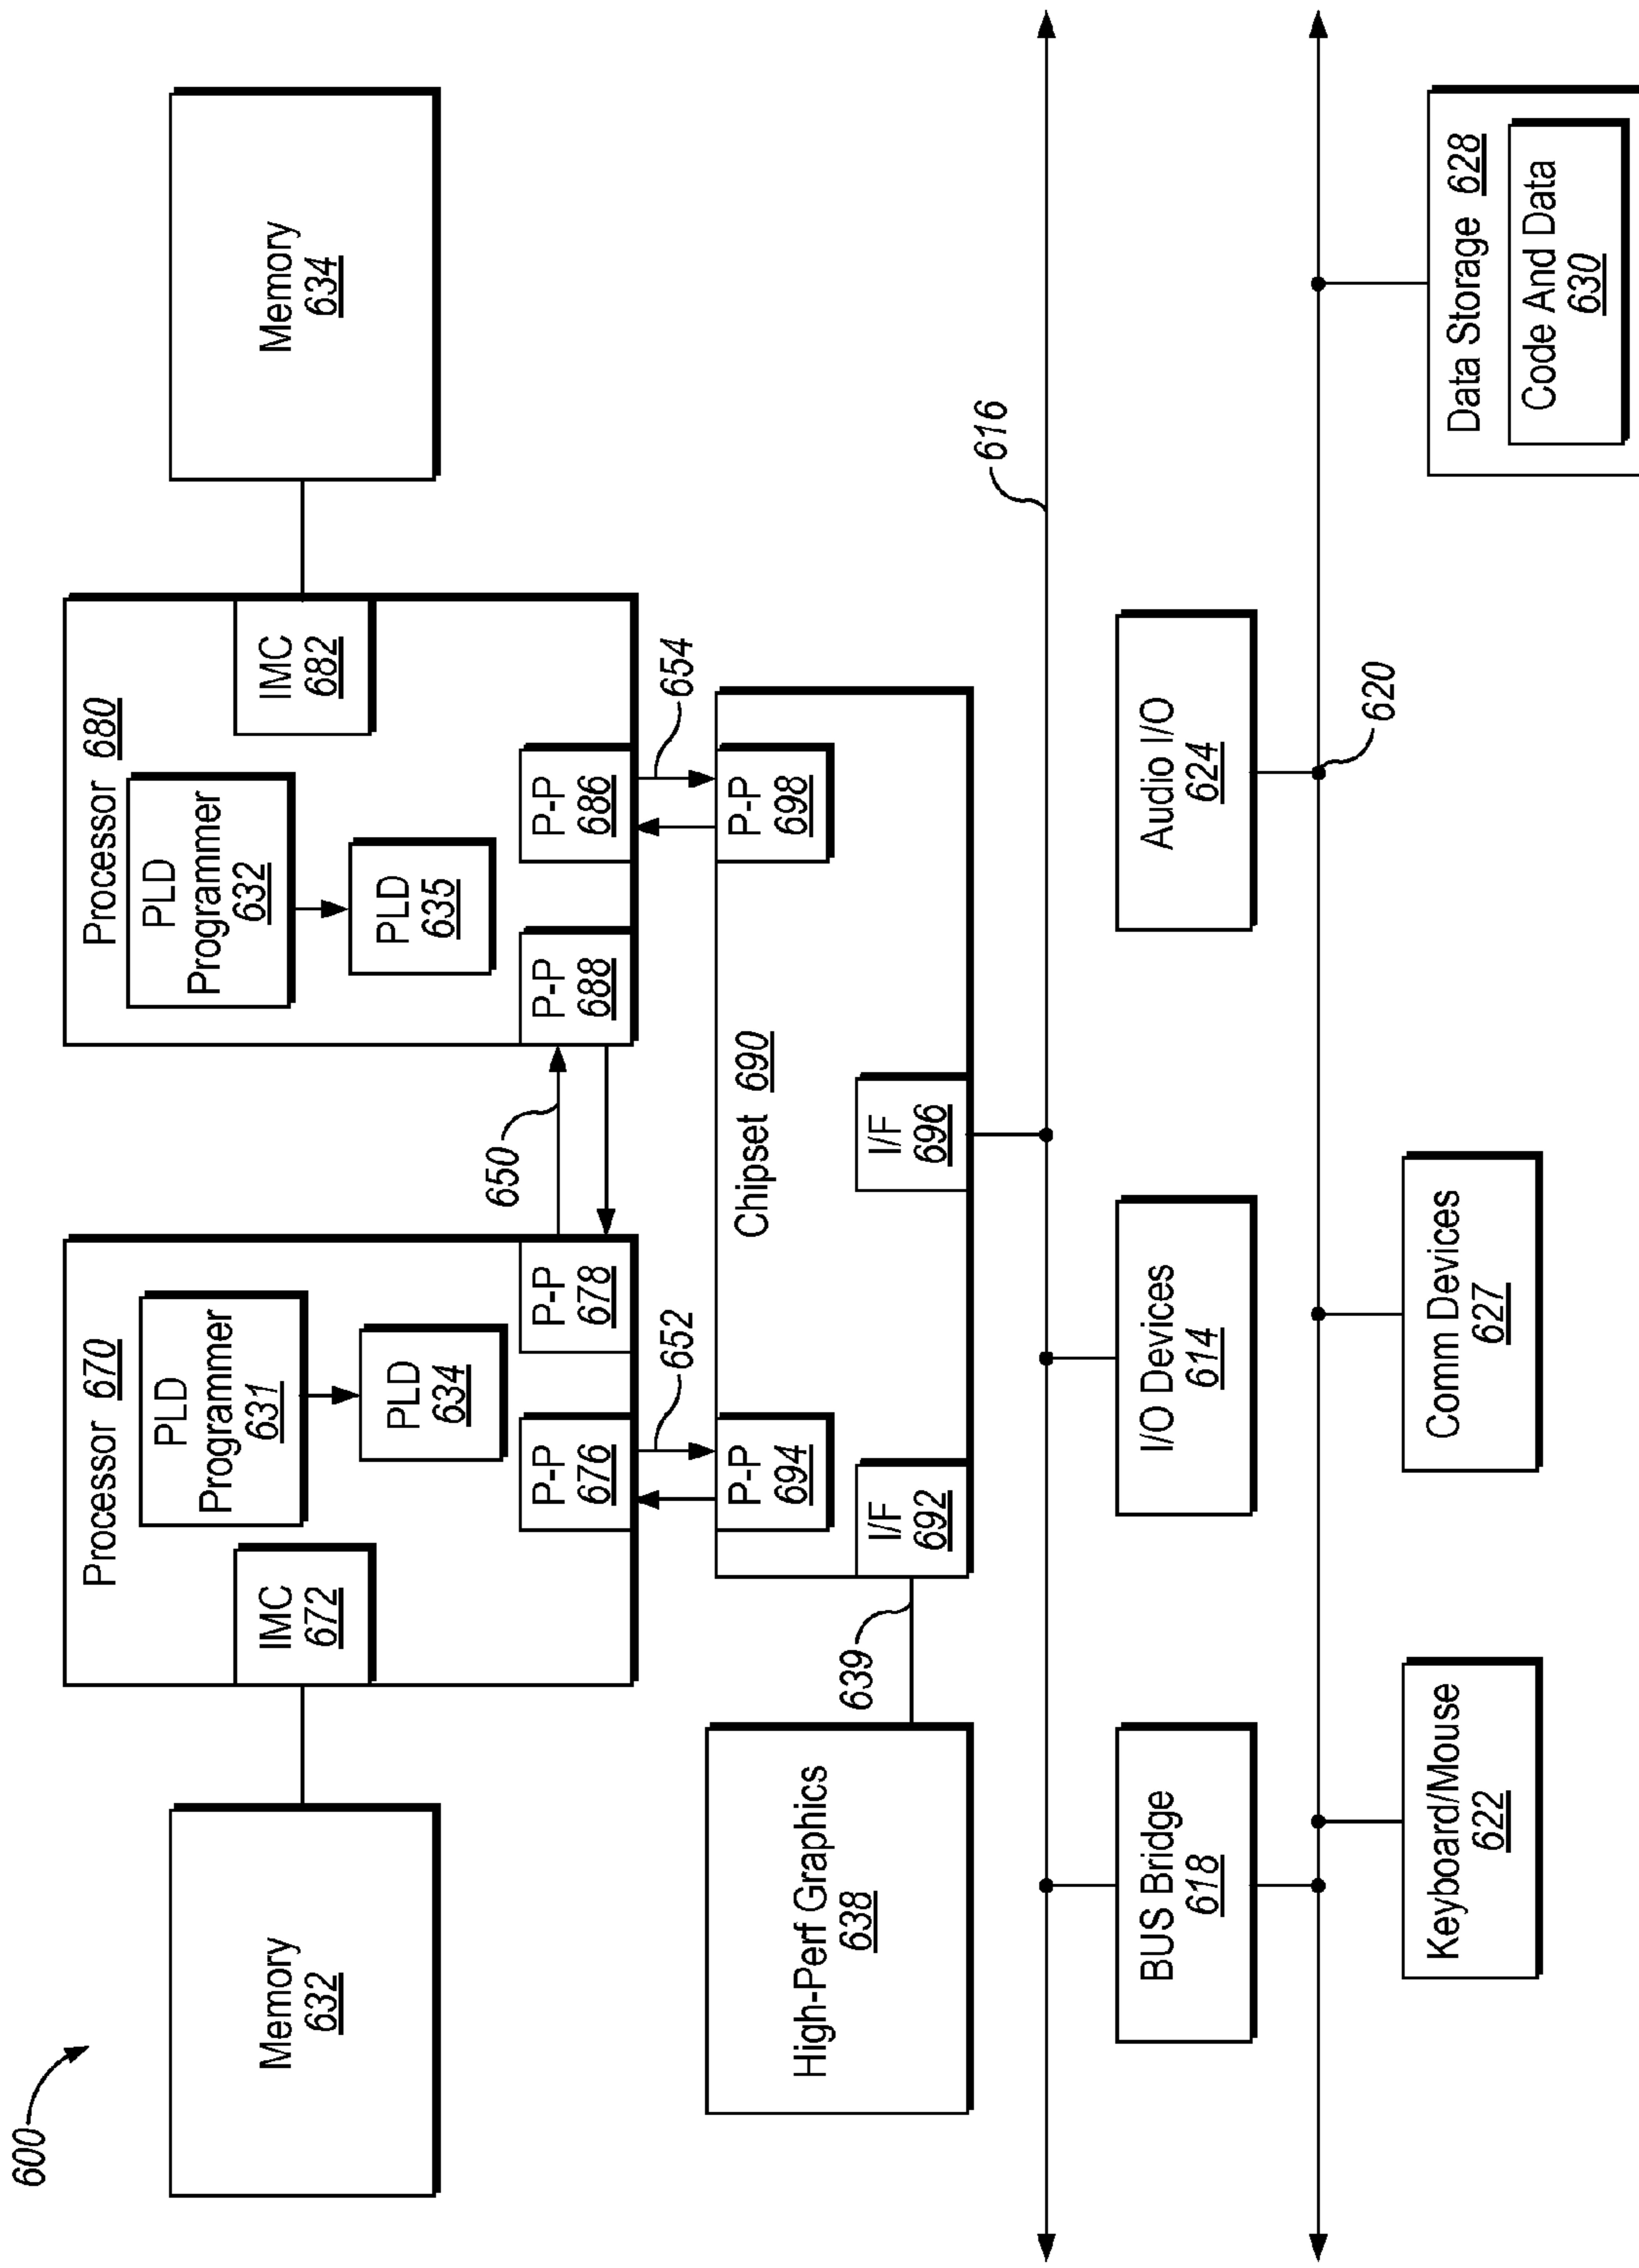 600
Processor 670
Processor 680
PLD
Programmer
631
PLD
Programmer
632
Memory
632
IMC
672
PLD
634
PLD
635
IMC
682
Memory
634
650
P-P
676
P-P
678
P-P
688
P-P
686
652
654
High-Perf Graphics
638
639
P-P
694
Chipset 690
P-P
698
I/F
692
I/F
696
616
BUS Bridge
618
I/O Devices
614
Audio I/O
624
620
Keyboard/Mouse
622
Comm Devices
627
Data Storage 628
Code And Data
630